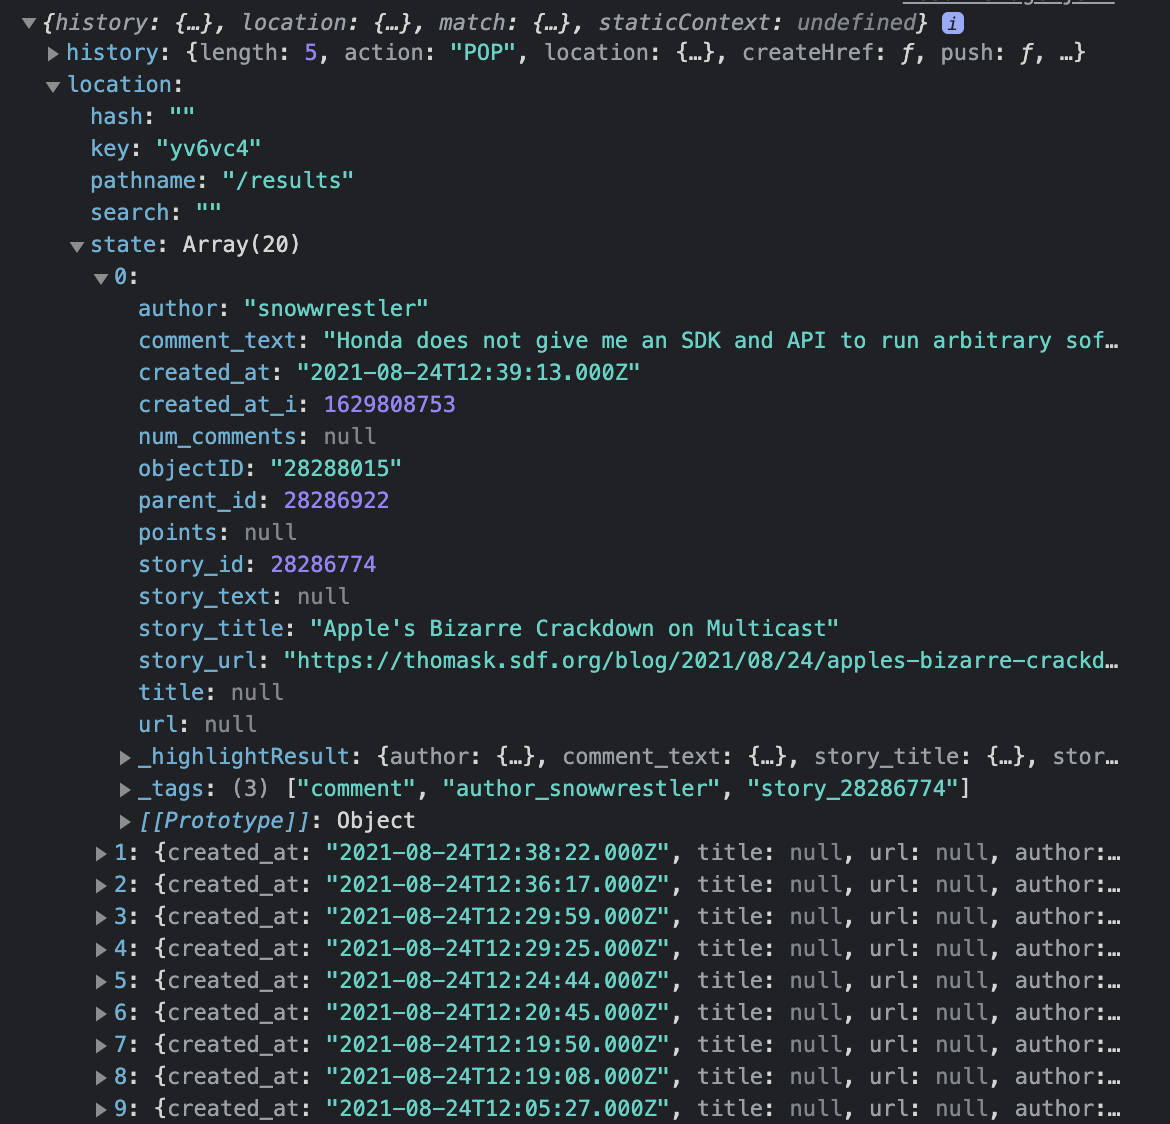 {history: {…}, location: {…}, match: {…}, staticContext: undefined} i
history: {length: 5, action: "POP", location: {…}, createHref: ƒ, push: ƒ, …}
location:
hash: ""
key: "yv6vc4"
pathname: "/results"
search: ""
state: Array(20)
0:
author: "snowwrestler"
comment_text: "Honda does not give me an SDK and API to run arbitrary sof…
created_at: "2021-08-24T12:39:13.000Z"
created_at_i: 1629808753
num_comments: null
objectID: "28288015"
parent_id: 28286922
points: null
story_id: 28286774
story_text: null
story_title: "Apple's Bizarre Crackdown on Multicast"
story_url: "https://thomask.sdf.org/blog/2021/08/24/apples-bizarre-crackd…
title: null
url: null
_highlightResult: {author: {…}, comment_text: {…}, story_title: {…}, stor…
_tags: (3) ["comment", "author_snowwrestler", "story_28286774"]
[[Prototype]]: Object
1: {created_at: "2021-08-24T12:38:22.000Z", title: null, url: null, author:…
2: {created_at: "2021-08-24T12:36:17.000Z", title: null, url: null, author:…
3: {created_at: "2021-08-24T12:29:59.000Z", title: null, url: null, author:…
4: {created_at: "2021-08-24T12:29:25.000Z", title: null, url: null, author:…
5: {created_at: "2021-08-24T12:24:44.000Z", title: null, url: null, author:…
6: {created_at: "2021-08-24T12:20:45.000Z", title: null, url: null, author:…
7: {created_at: "2021-08-24T12:19:50.000Z", title: null, url: null, author:…
8: {created_at: "2021-08-24T12:19:08.000Z", title: null, url: null, author:…
9: {created_at: "2021-08-24T12:05:27.000Z", title: null, url: null, author:…